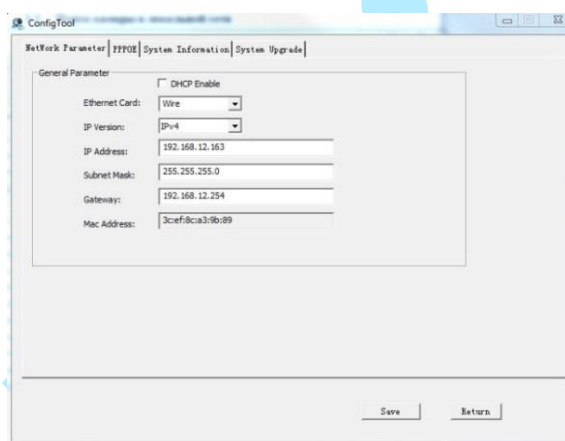 ConfigTool
NetWork Parameter PPPOE System Information System Upgrade
General Parameter
DHCP Enable
Ethernet Card: Wire
IP Version: IPv4
IP Address: 192.168.12.163
Subnet Mask: 255.255.255.0
Gateway: 192.168.12.254
Mac Address: 3c:ef:8c:a3:9b:89
Save Return